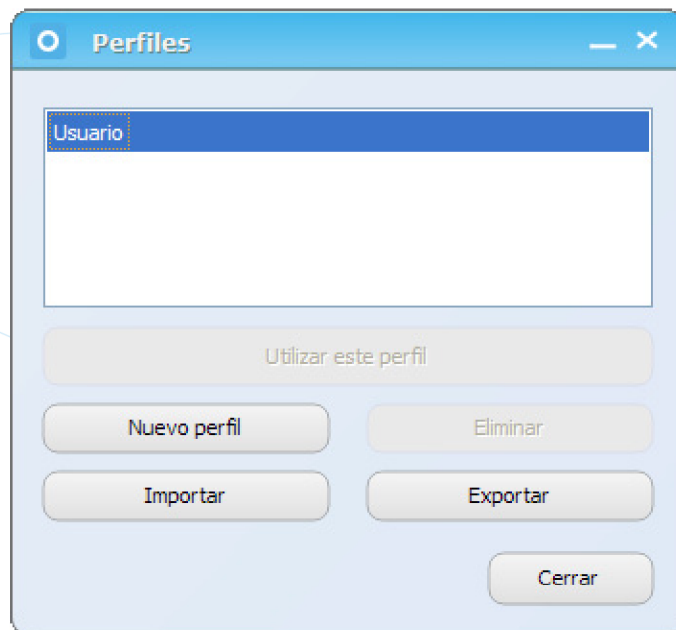 Perfiles
Usuario
Utilizar este perfil
Nuevo perfil
Eliminar
Importar
Exportar
Cerrar